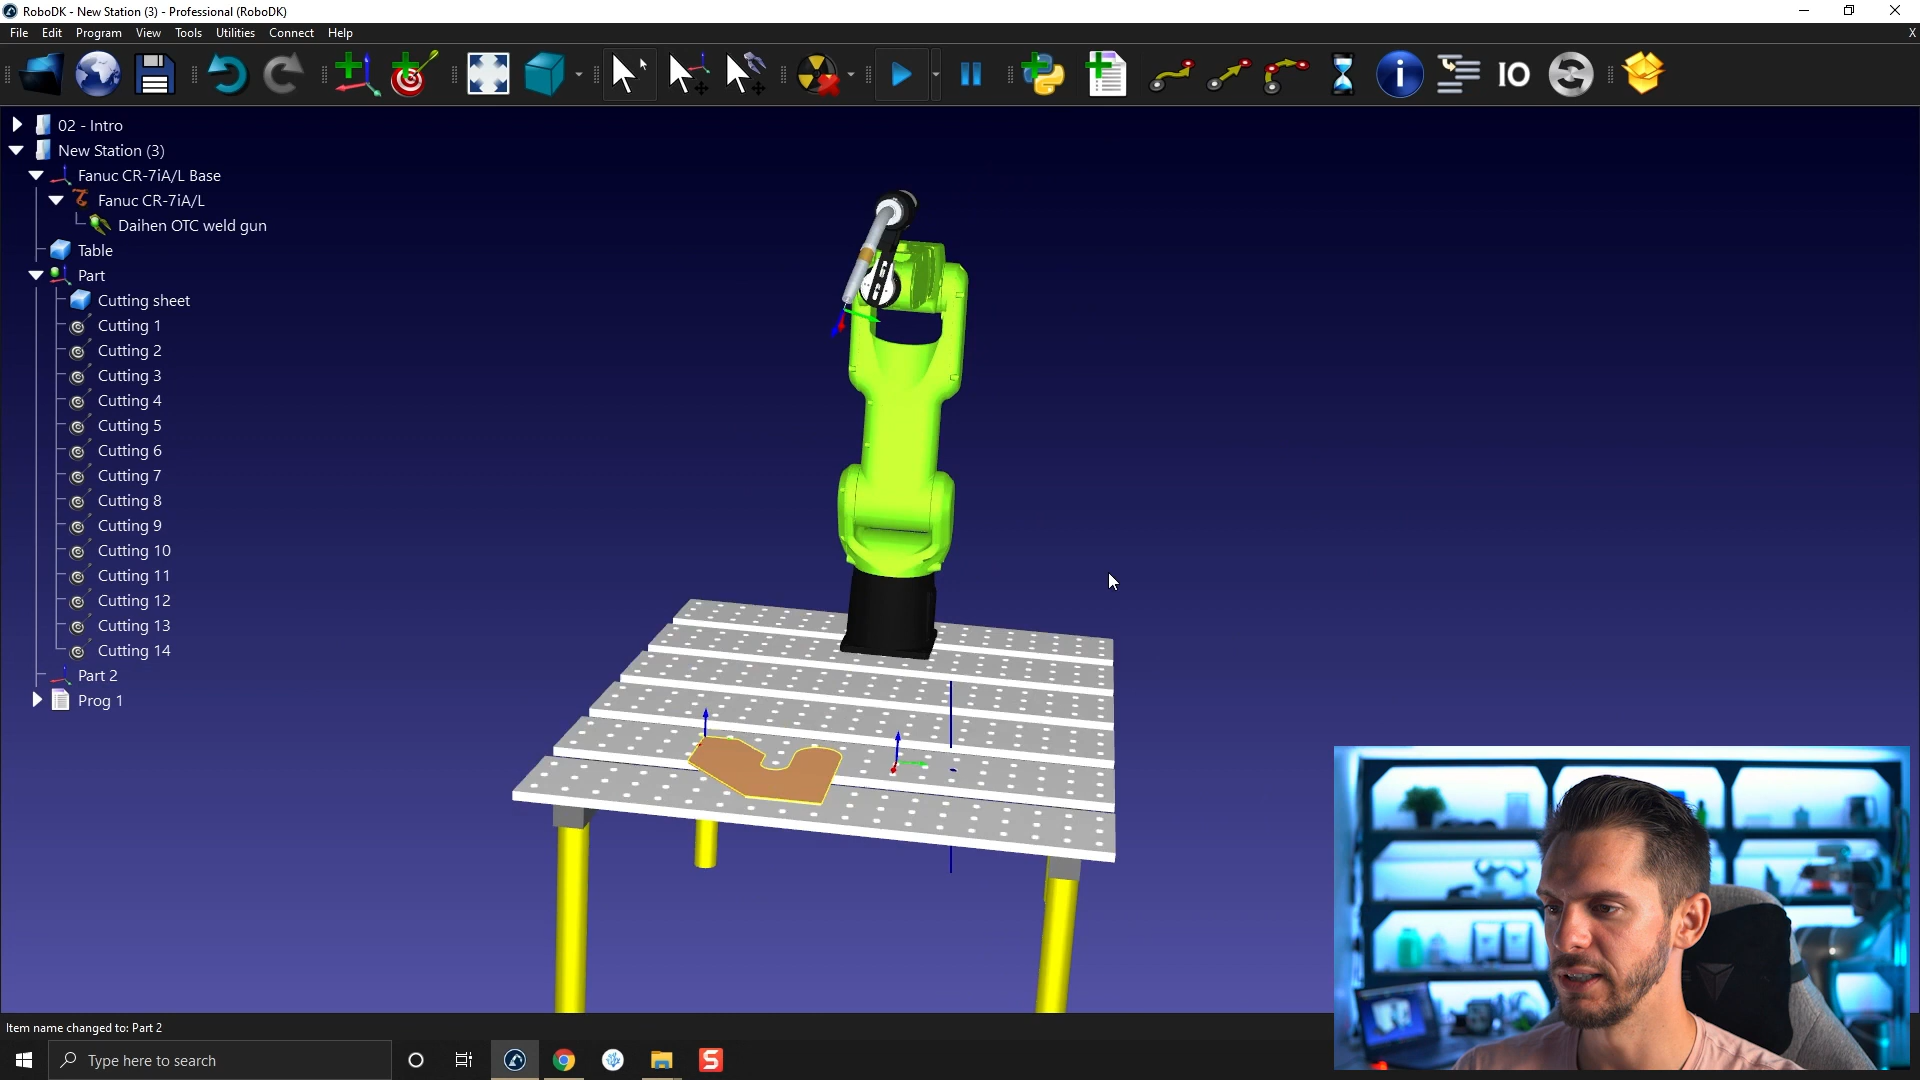 RoboDK - New Station (3) - Professional (RoboDK)
File Edit Program View Tools Utilities Connect Help
X
IO
02 - Intro
New Station (3)
Fanuc CR-7iA/L Base
Fanuc CR-7iA/L
Daihen OTC weld gun
Table
Part
Cutting sheet
Cutting 1
Cutting 2
Cutting 3
Cutting 4
Cutting 5
Cutting 6
Cutting 7
Cutting 8
Cutting 9
Cutting 10
Cutting 11
Cutting 12
Cutting 13
Cutting 14
Part 2
Prog 1
Item name changed to: Part 2
Type here to search